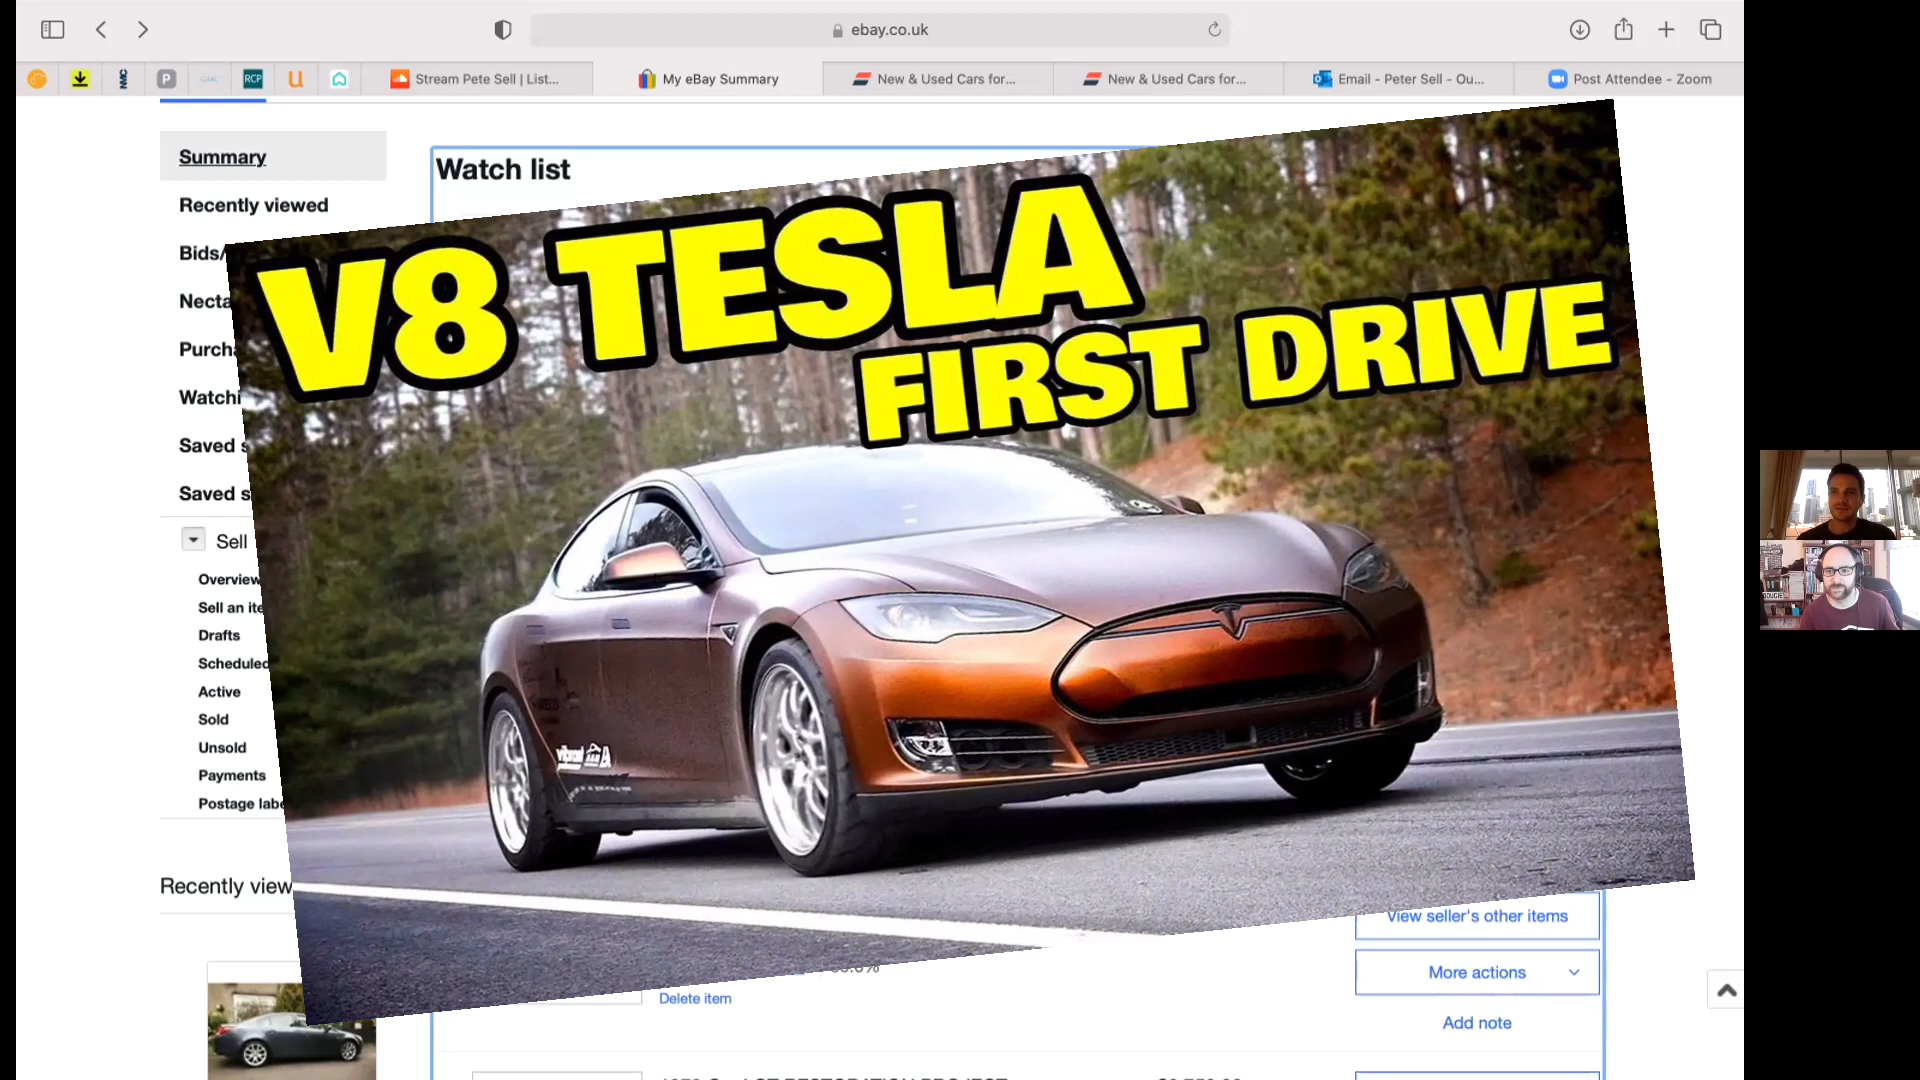 ebay.co.uk
P
RCP
Stream Pete Sell | List...
My eBay Summary
New & Used Cars for...
New & Used Cars for...
Email - Peter Sell - Ou...
Post Attendee - Zoom
Summary
Recently viewed
Bids/
Necta
Purcha
Watchi
Saved s
Saved s
Sell
Overview
Sell an ite
Drafts
Scheduled
Active
Sold
Unsold
Payments
Postage labe
Recently view
Watch list
V8 TESLA
FIRST DRIVE
View seller's other items
More actions
Delete item
Add note